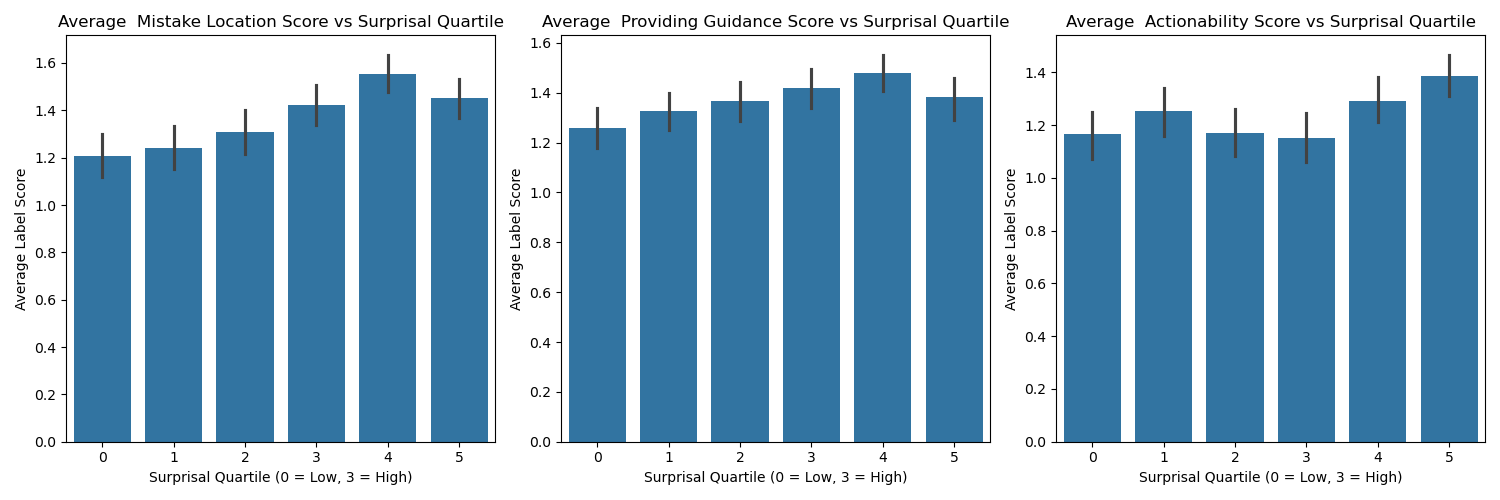 Average  Mistake Location Score vs Surprisal Quartile
Average Label Score
1.6
1.4
1.2
1.0
0.8
0.6
0.4
0.2
0.0
0 1 2 3 4 5
Surprisal Quartile (0 = Low, 3 = High)
Average  Providing Guidance Score vs Surprisal Quartile
Average Label Score
1.6
1.4
1.2
1.0
0.8
0.6
0.4
0.2
0.0
0 1 2 3 4 5
Surprisal Quartile (0 = Low, 3 = High)
Average  Actionability Score vs Surprisal Quartile
Average Label Score
1.4
1.2
1.0
0.8
0.6
0.4
0.2
0.0
0 1 2 3 4 5
Surprisal Quartile (0 = Low, 3 = High)